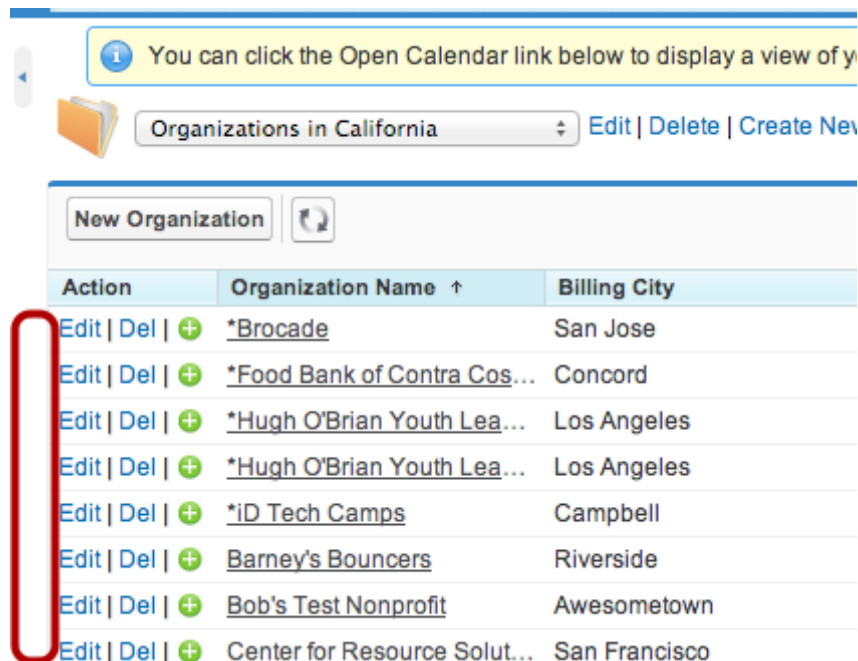 You can click the Open Calendar link below to display a view of
Organizations in California Edit | Delete | Create
New Organization
Action Organization Name ↑ Billing City
Edit | Del | *Brocade San Jose
Edit | Del | *Food Bank of Contra Cos... Concord
Edit | Del | *Hugh O'Brian Youth Lea... Los Angeles
Edit | Del | *Hugh O'Brian Youth Lea... Los Angeles
Edit | Del | *iD Tech Camps Campbell
Edit | Del | Barney's Bouncers Riverside
Edit | Del | Bob's Test Nonprofit Awesometown
Edit | Del | Center for Resource Solut... San Francisco